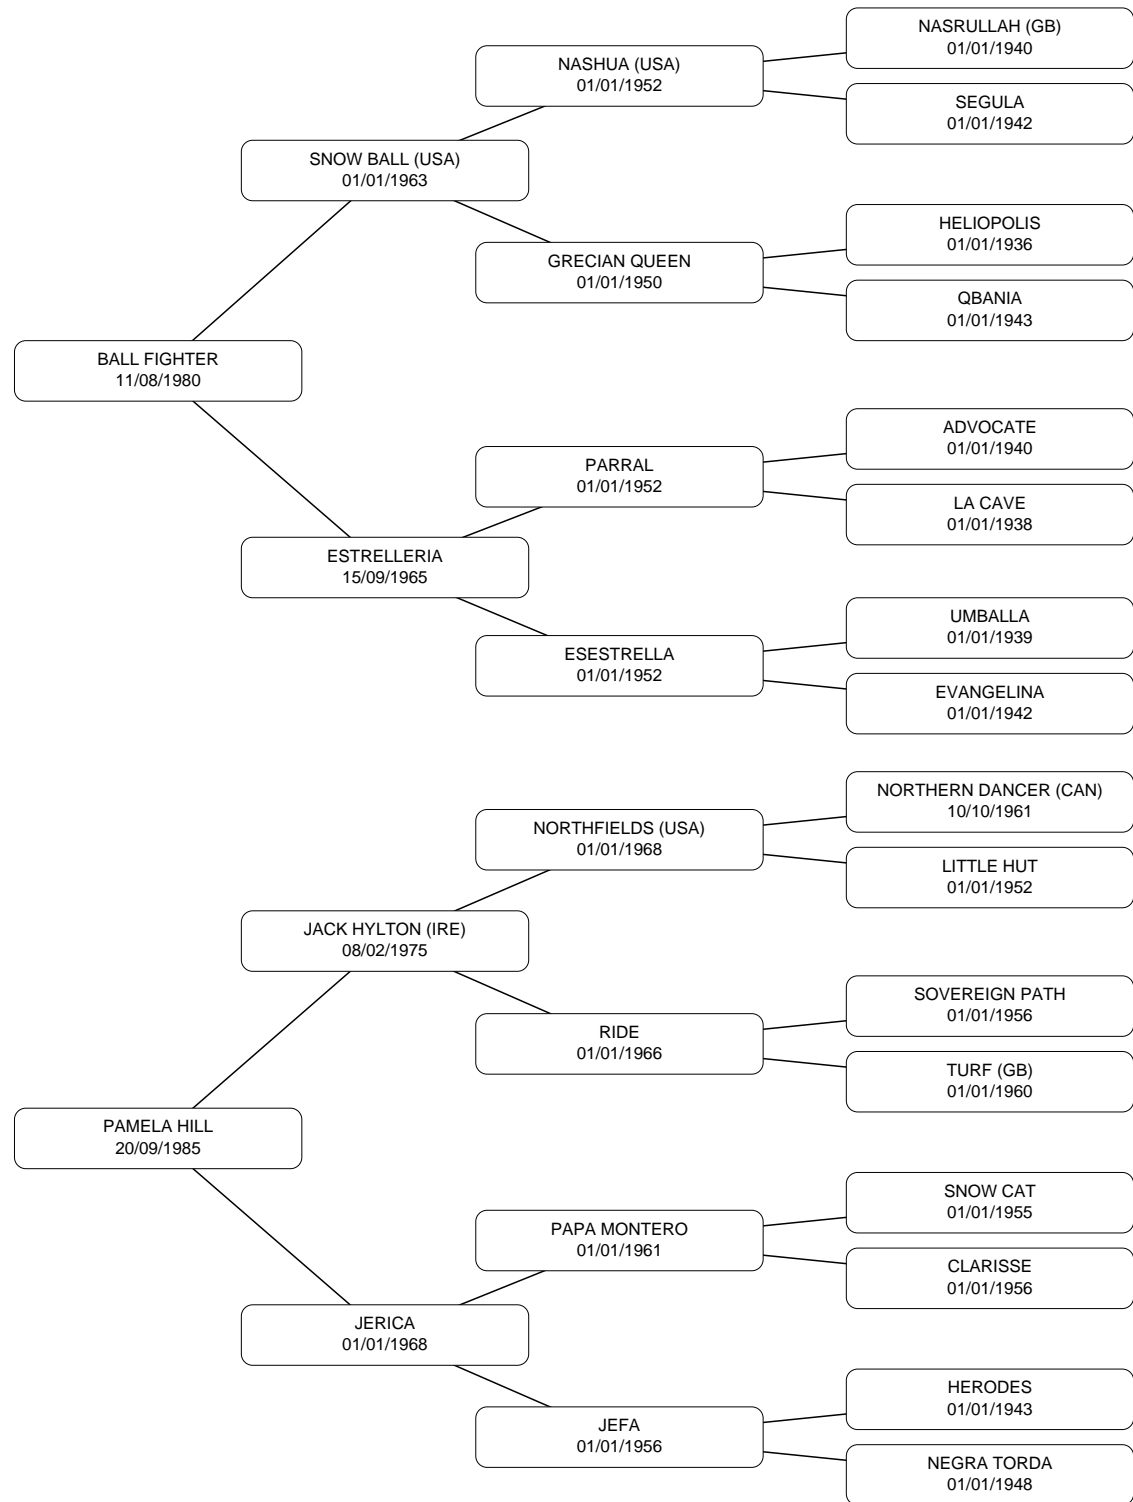 NASRULLAH (GB)
01/01/1940
NASHUA (USA)
01/01/1952
SEGULA
01/01/1942
SNOW BALL (USA)
01/01/1963
HELIOPOLIS
01/01/1936
GRECIAN QUEEN
01/01/1950
QBANIA
01/01/1943
BALL FIGHTER
11/08/1980
ADVOCATE
01/01/1940
PARRAL
01/01/1952
LA CAVE
01/01/1938
ESTRELLERIA
15/09/1965
UMBALLA
01/01/1939
ESESTRELLA
01/01/1952
EVANGELINA
01/01/1942
NORTHERN DANCER (CAN)
10/10/1961
NORTHFIELDS (USA)
01/01/1968
LITTLE HUT
01/01/1952
JACK HYLTON (IRE)
08/02/1975
SOVEREIGN PATH
01/01/1956
RIDE
01/01/1966
TURF (GB)
01/01/1960
PAMELA HILL
20/09/1985
SNOW CAT
01/01/1955
PAPA MONTERO
01/01/1961
CLARISSE
01/01/1956
JERICA
01/01/1968
HERODES
01/01/1943
JEFA
01/01/1956
NEGRA TORDA
01/01/1948